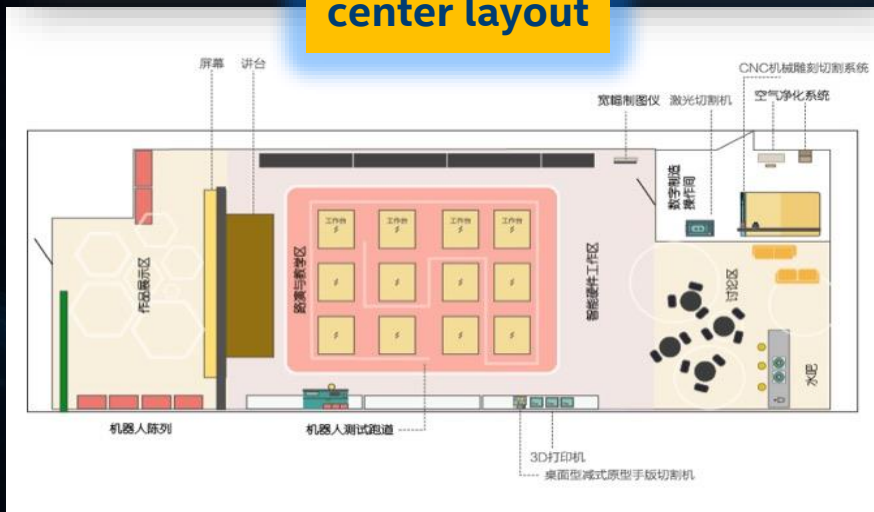 center layout
屏幕
讲台
CNC机械雕刻切割系统
宽幅制图仪
激光切割机
空气净化系统
数字制造
操作间
工作台
工作台
工作台
工作台
作品展示区
路演与教学区
智能硬件工作区
讨论区
水吧
机器人陈列
机器人测试跑道
3D打印机
桌面型减式原型手版切割机